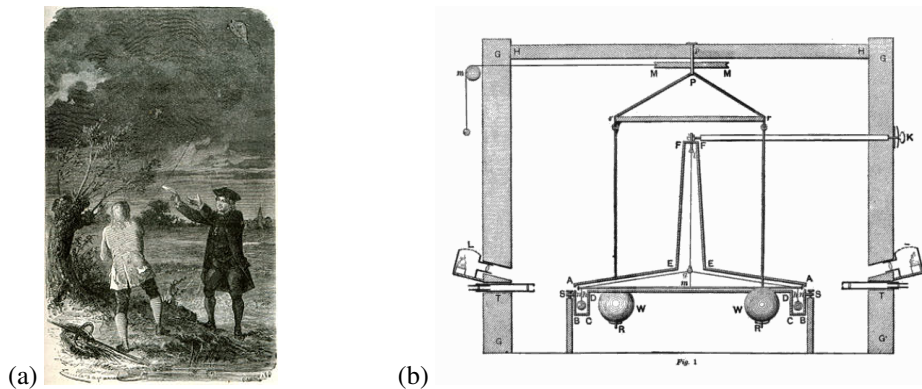 (a)
(b)
G H H G
m M M
P
r r
F F K
E E
L
A g A
m
S D D S
T W W T
B C C B
R R
G G
Fig. 1